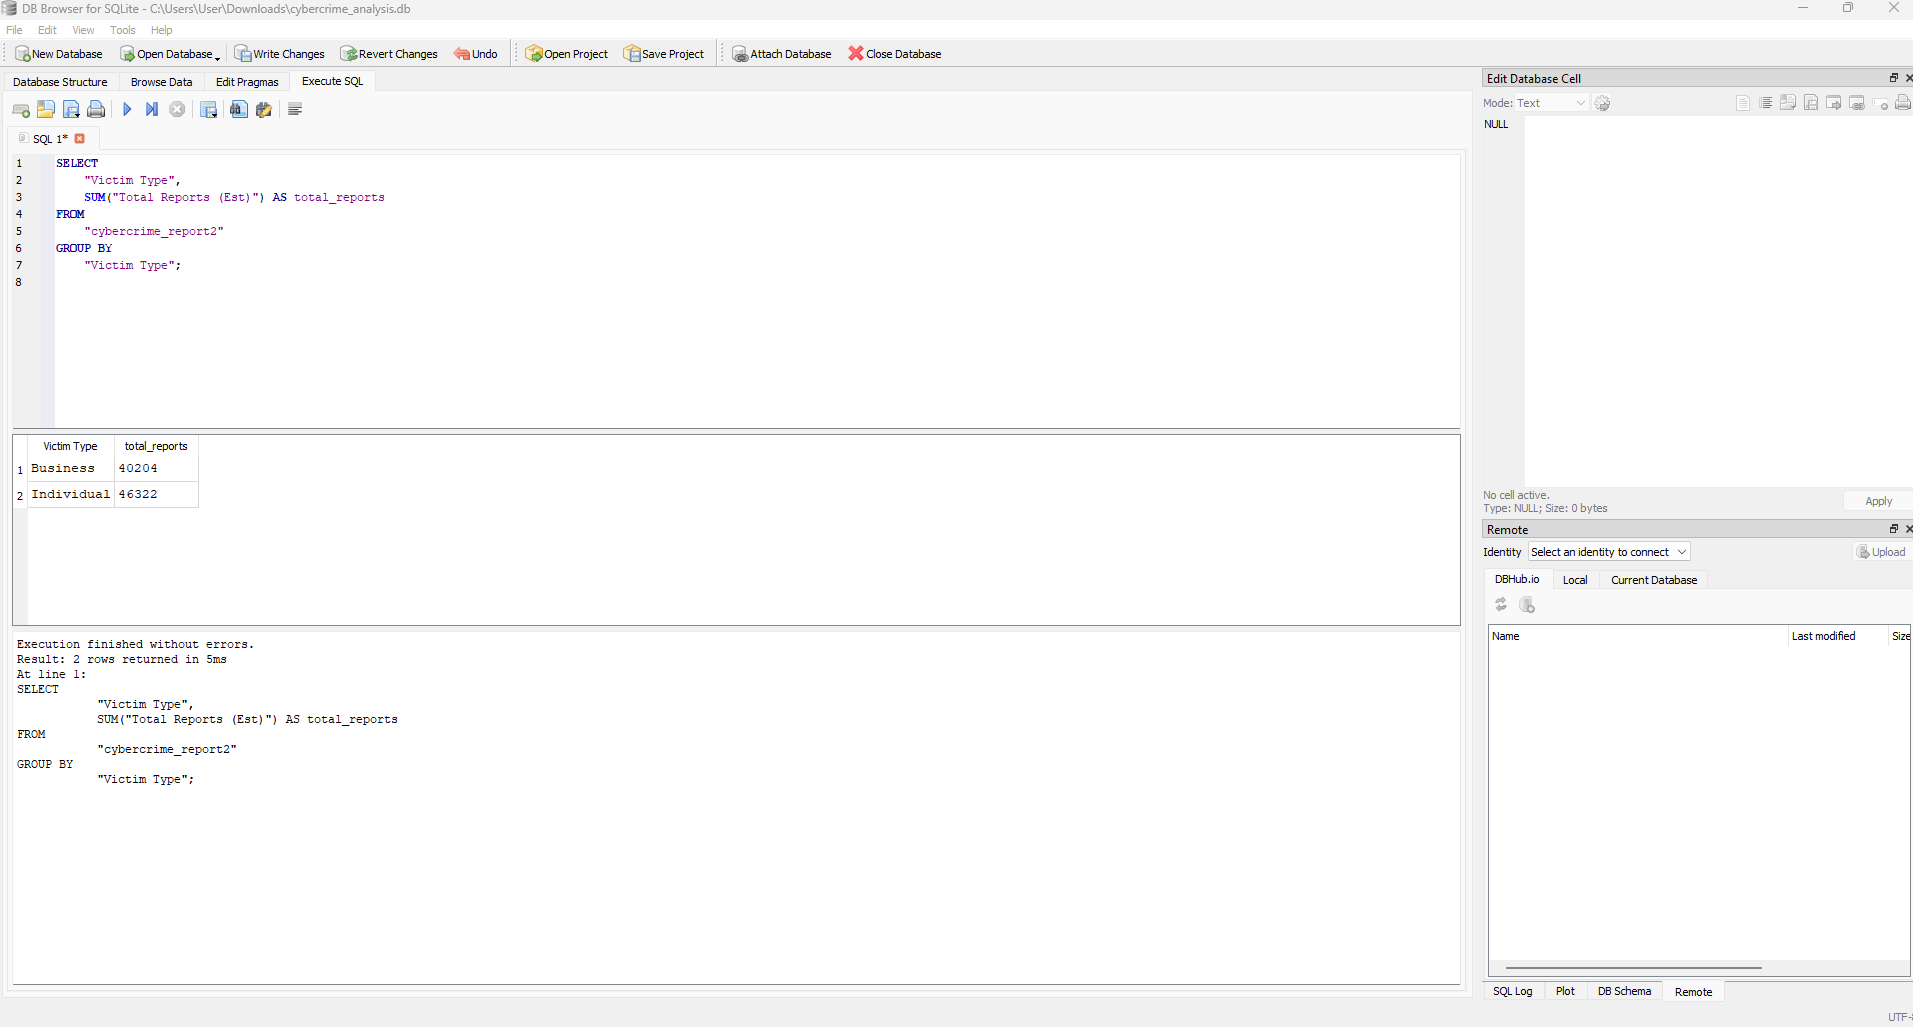 DB Browser for SQLite - C:\Users\User\Downloads\cybercrime_analysis.db
File Edit View Tools Help
New Database Open Database Write Changes Revert Changes Undo Open Project Save Project Attach Database Close Database
Database Structure Browse Data Edit Pragmas Execute SQL
SQL 1*
1 SELECT
2 "Victim Type",
3 SUM("Total Reports (Est)") AS total_reports
4 FROM
5 "cybercrime_report2"
6 GROUP BY
7 "Victim Type";
8
Victim Type total_reports
1 Business 40204
2 Individual 46322
Execution finished without errors.
Result: 2 rows returned in 5ms
At line 1:
SELECT
"Victim Type",
SUM("Total Reports (Est)") AS total_reports
FROM
"cybercrime_report2"
GROUP BY
"Victim Type";
Edit Database Cell
Mode: Text
NULL
No cell active.
Type: NULL; Size: 0 bytes
Apply
Remote
Identity Select an identity to connect Upload
DBHub.io Local Current Database
Name Last modified Size
SQL Log Plot DB Schema Remote